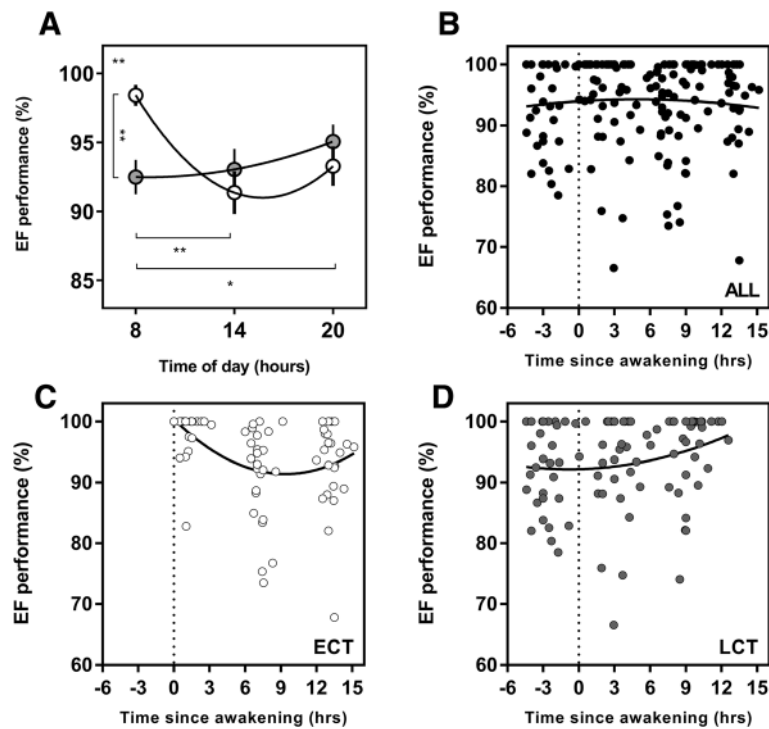 A
EF performance (%)
100
95
90
85
**
**
**
*
8 14 20
Time of day (hours)
B
EF performance (%)
100
90
80
70
60
ALL
-6 -3 0 3 6 9 12 15
Time since awakening (hrs)
C
EF performance (%)
100
90
80
70
60
ECT
-6 -3 0 3 6 9 12 15
Time since awakening (hrs)
D
EF performance (%)
100
90
80
70
60
LCT
-6 -3 0 3 6 9 12 15
Time since awakening (hrs)